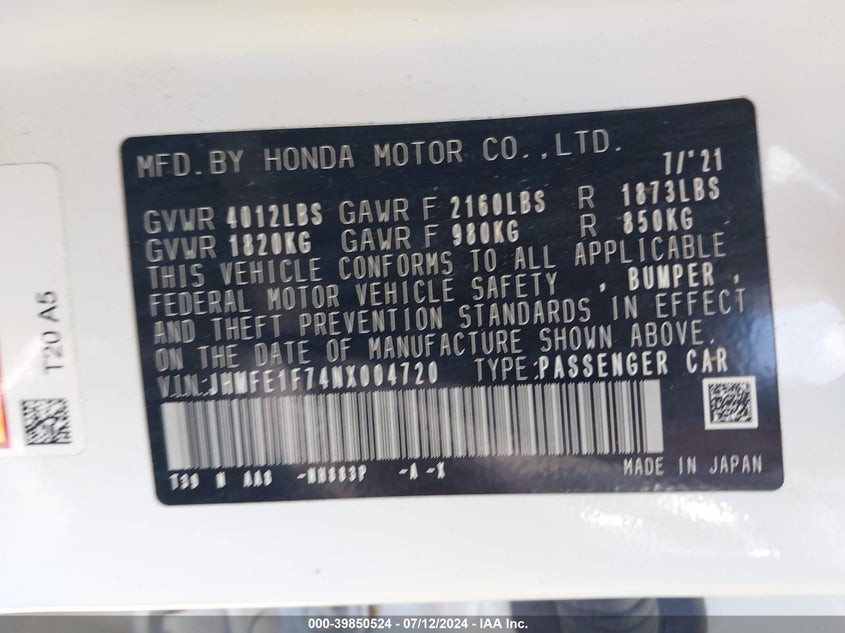 MFD.BY HONDA MOTOR CO.,LTD. 7/'21
GVWR 4012LBS GAWR F 2160LBS R 1873LBS
GVWR 1820KG GAWR F 980KG R 850KG
THIS VEHICLE CONFORMS TO ALL APPLICABLE
FEDERAL MOTOR VEHICLE SAFETY , BUMPER ,
AND THEFT PREVENTION STANDARDS IN EFFECT
ON THE DATE OF MANUFACTURE SHOWN ABOVE.
V.I.N:JHMFE1F74NX004720 TYPE:PASSENGER CAR
-NH883P -A -X
MADE IN JAPAN
T20 A5
000-39850524 - 07/12/2024 - IAA Inc.